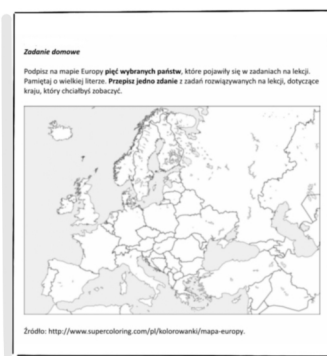 Zadanie domowe
Podpisz na mapie Europy pięć wybranych państw, które pojawiły się w zadaniach na lekcji.
Pamiętaj o wielkiej literze. Przepisz jedno zdanie z zadań rozwiązywanych na lekcji, dotyczące
kraju, który chciałbyś zobaczyć.
Źródło: http://www.supercoloring.com/pl/kolorowanki/mapa-europy.